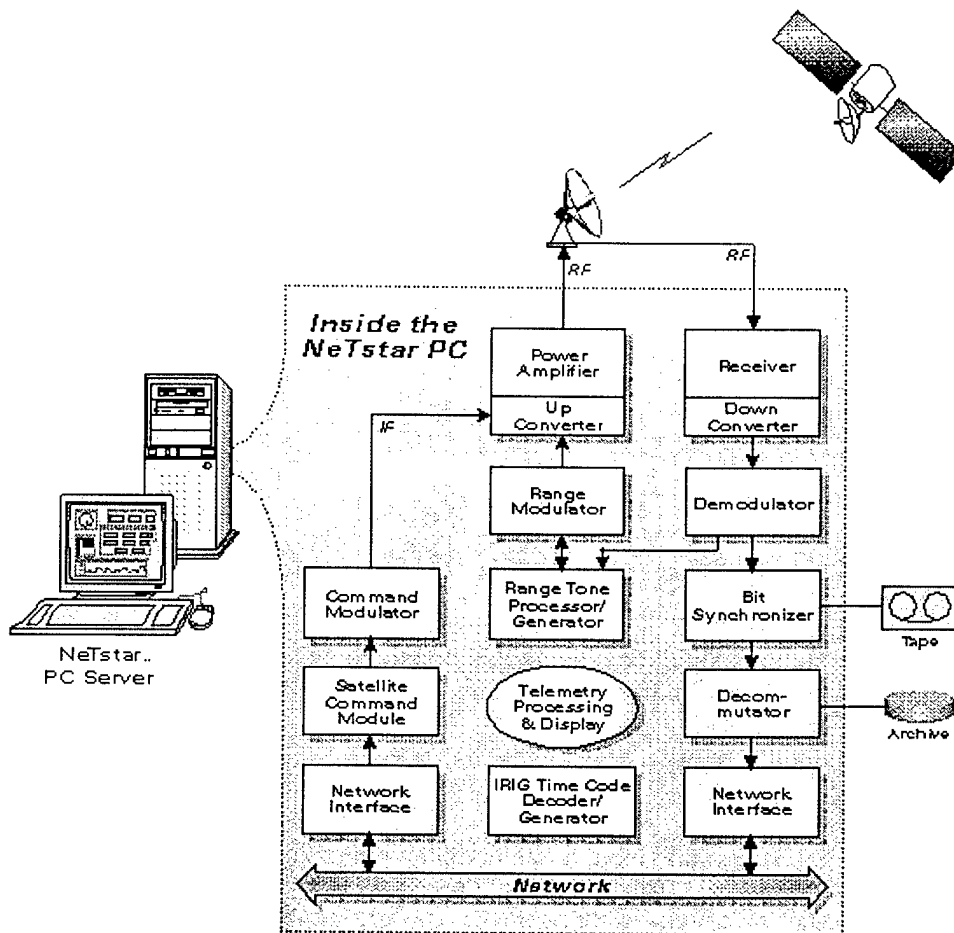 RF
RF
Inside the
NeTstar PC
Power
Amplifier
Receiver
Up
Converter
Down
Converter
IF
Range
Modulator
Demodulator
Command
Modulator
Range Tone
Processor/
Generator
Bit
Synchronizer
Tape
NeTstar..
PC Server
Satellite
Command
Module
Telemetry
Processing
& Display
Decom-
mutator
Archive
Network
Interface
IRIG Time Code
Decoder/
Generator
Network
Interface
Network